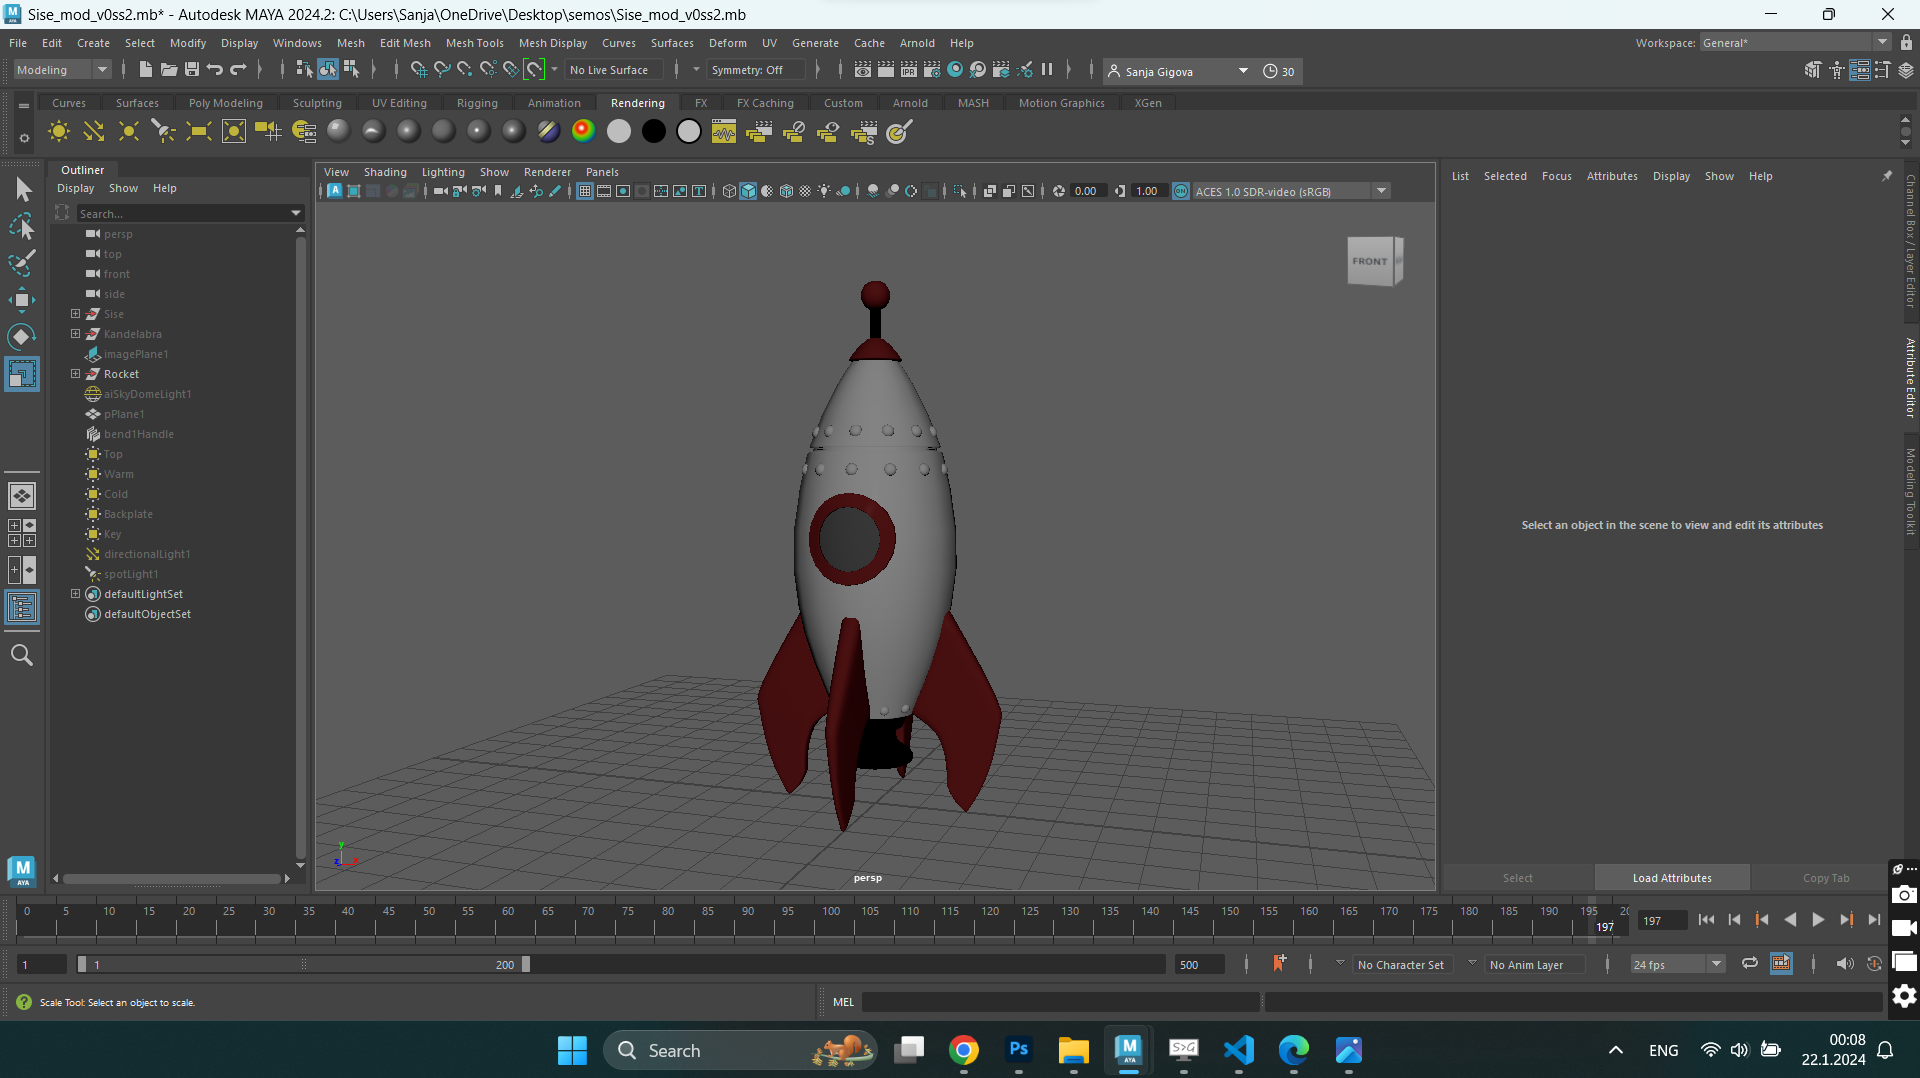 Sise_mod_v0ss2.mb* - Autodesk MAYA 2024.2: C:\Users\Sanja\OneDrive\Desktop\semos\Sise_mod_v0ss2.mb
File Edit Create Select Modify Display Windows Mesh Edit Mesh Mesh Tools Mesh Display Curves Surfaces Deform UV Generate Cache Arnold Help
Workspace: General*
Modeling
No Live Surface
Symmetry: Off
IPR
Sanja Gigova
30
Curves Surfaces Poly Modeling Sculpting UV Editing Rigging Animation Rendering FX FX Caching Custom Arnold MASH Motion Graphics XGen
Outliner
Display Show Help
Search...
persp
top
front
side
Sise
Kandelabra
imagePlane1
Rocket
aiSkyDomeLight1
pPlane1
bend1Handle
Top
Warm
Cold
Backplate
Key
directionalLight1
spotLight1
defaultLightSet
defaultObjectSet
View Shading Lighting Show Renderer Panels
0.00
1.00
ACES 1.0 SDR-video (sRGB)
FRONT
persp
y
z
x
List Selected Focus Attributes Display Show Help
Select an object in the scene to view and edit its attributes
Select
Load Attributes
Copy Tab
Channel Box / Layer Editor
Attribute Editor
Modeling Toolkit
M
AYA
0 5 10 15 20 25 30 35 40 45 50 55 60 65 70 75 80 85 90 95 100 105 110 115 120 125 130 135 140 145 150 155 160 165 170 175 180 185 190 195 20
197
197
1
1
200
500
No Character Set
No Anim Layer
24 fps
Scale Tool: Select an object to scale.
MEL
Search
Ps
M
AYA
S>G
ENG
00:08
22.1.2024